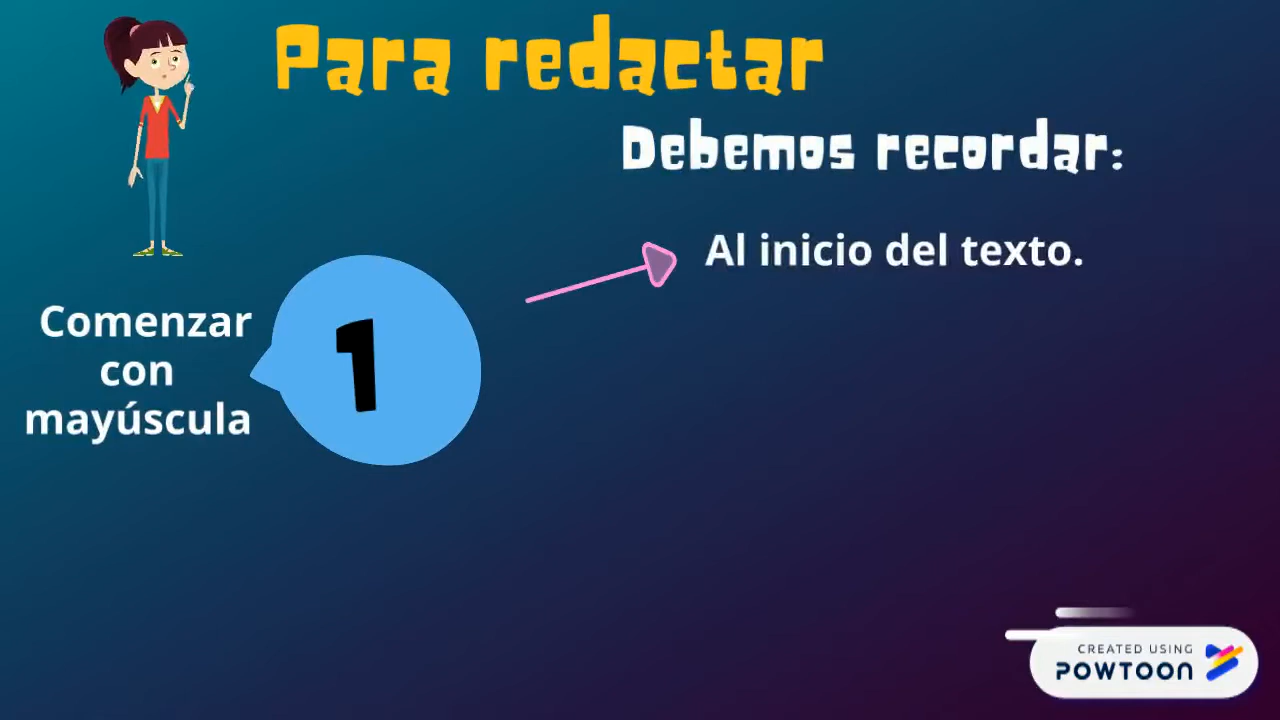 Para redactar
Debemos recordar:
Al inicio del texto.
Comenzar
con
mayúscula
1
CREATED USING
POWTOON